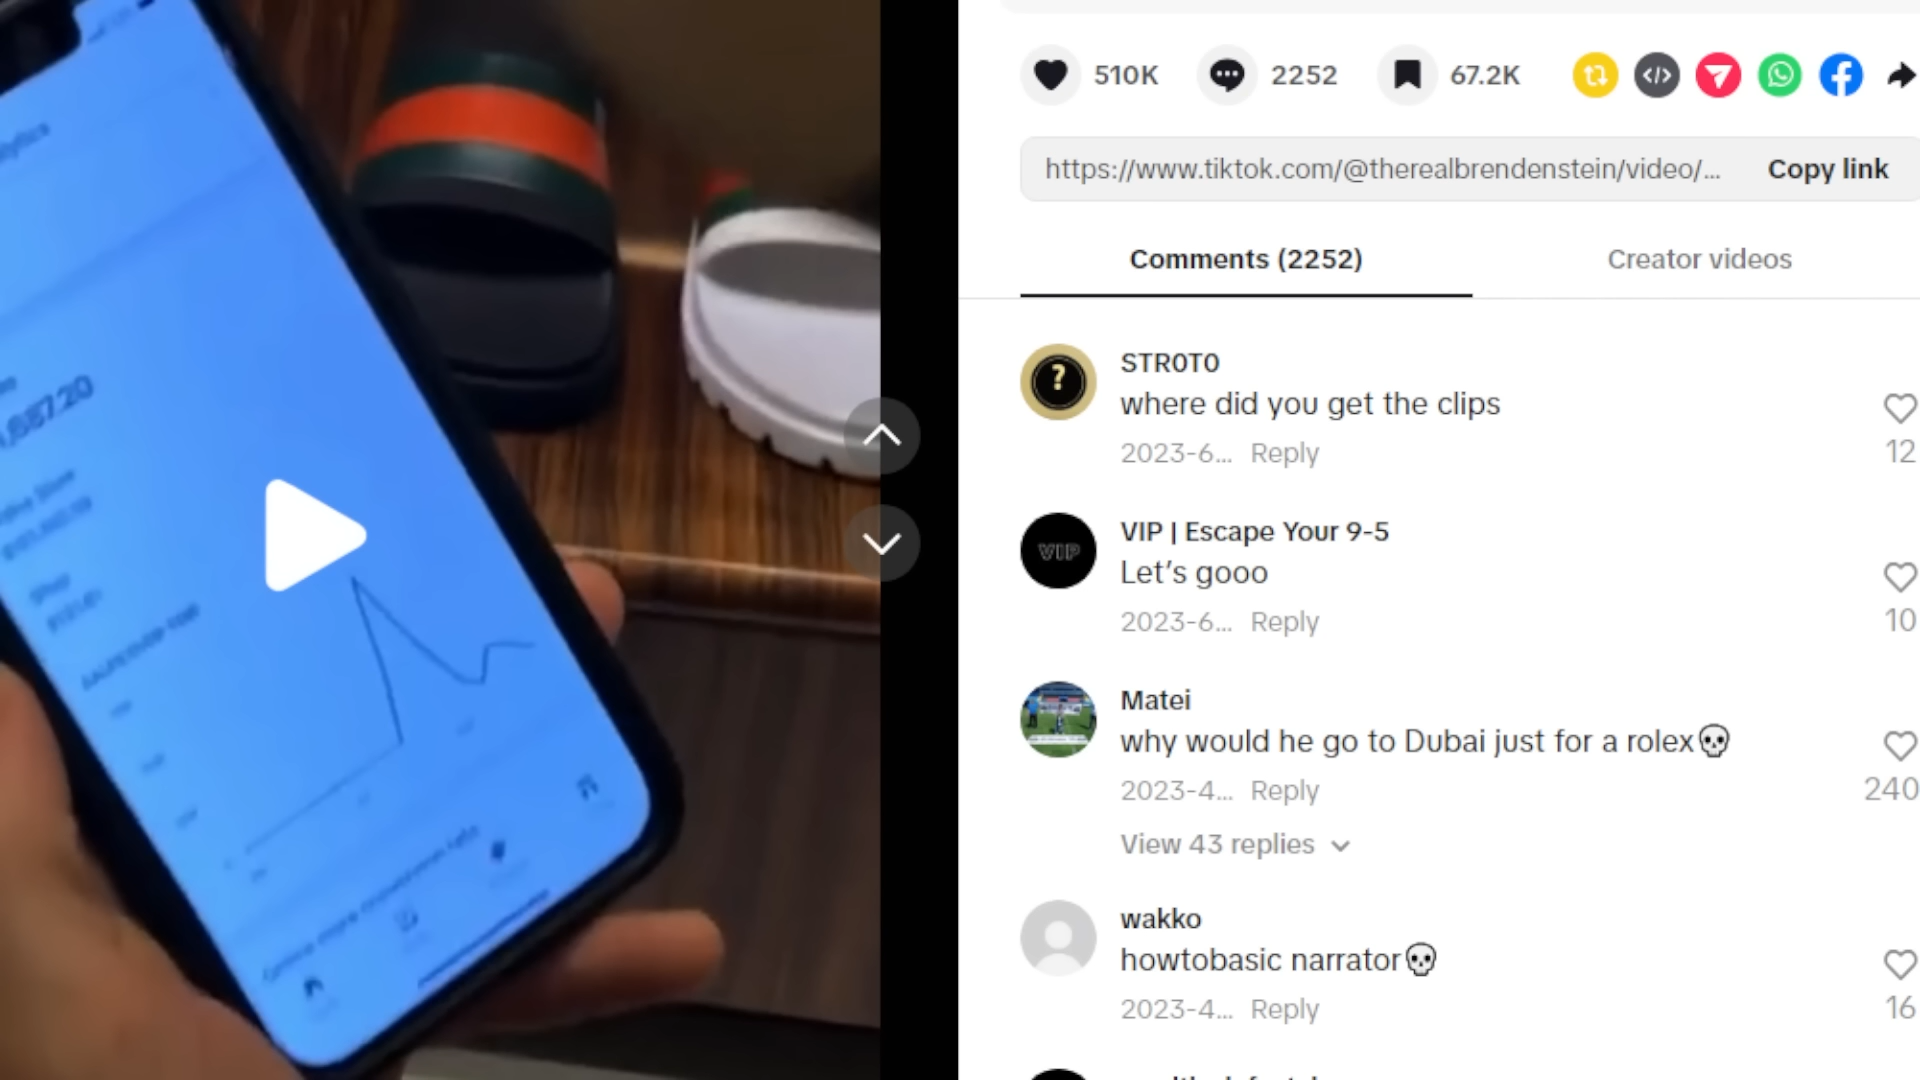 510K 2252 67.2K
https://www.tiktok.com/@therealbrendenstein/video/... Copy link
Comments (2252) Creator videos
?
STROTO
where did you get the clips
2023-6... Reply
12
VIP
VIP | Escape Your 9-5
Let's gooo
2023-6... Reply
10
Matei
why would he go to Dubai just for a rolex💀
2023-4... Reply
240
View 43 replies
wakko
howtobasic narrator💀
2023-4... Reply
16